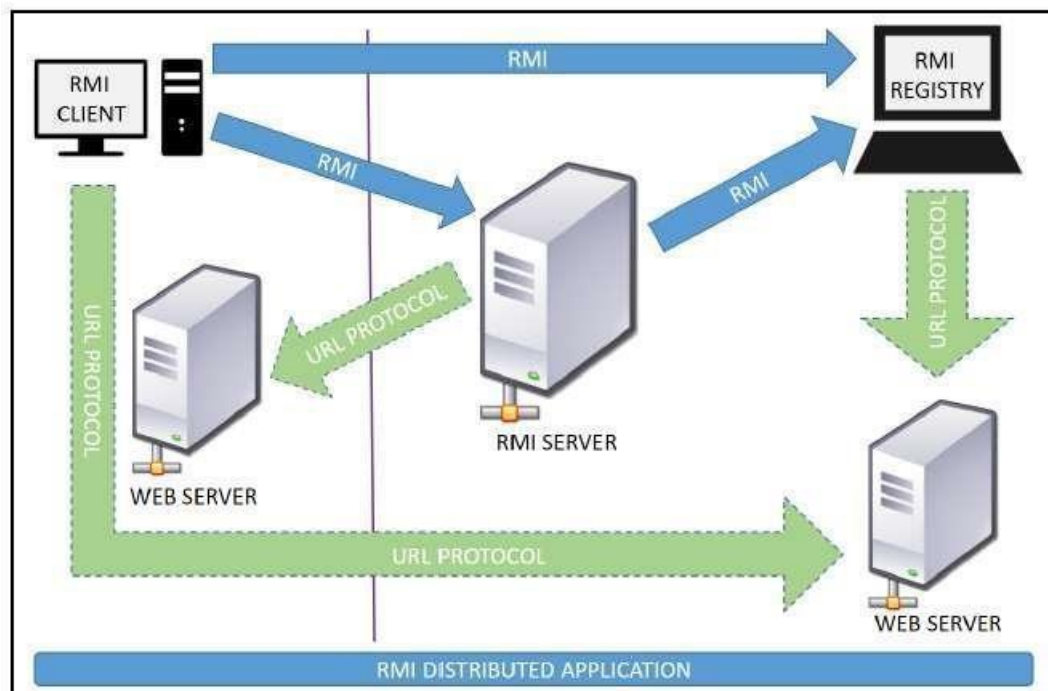 RMI
CLIENT
RMI
RMI
REGISTRY
RMI
RMI
URL PROTOCOL
URL PROTOCOL
URL PROTOCOL
RMI SERVER
WEB SERVER
URL PROTOCOL
WEB SERVER
RMI DISTRIBUTED APPLICATION